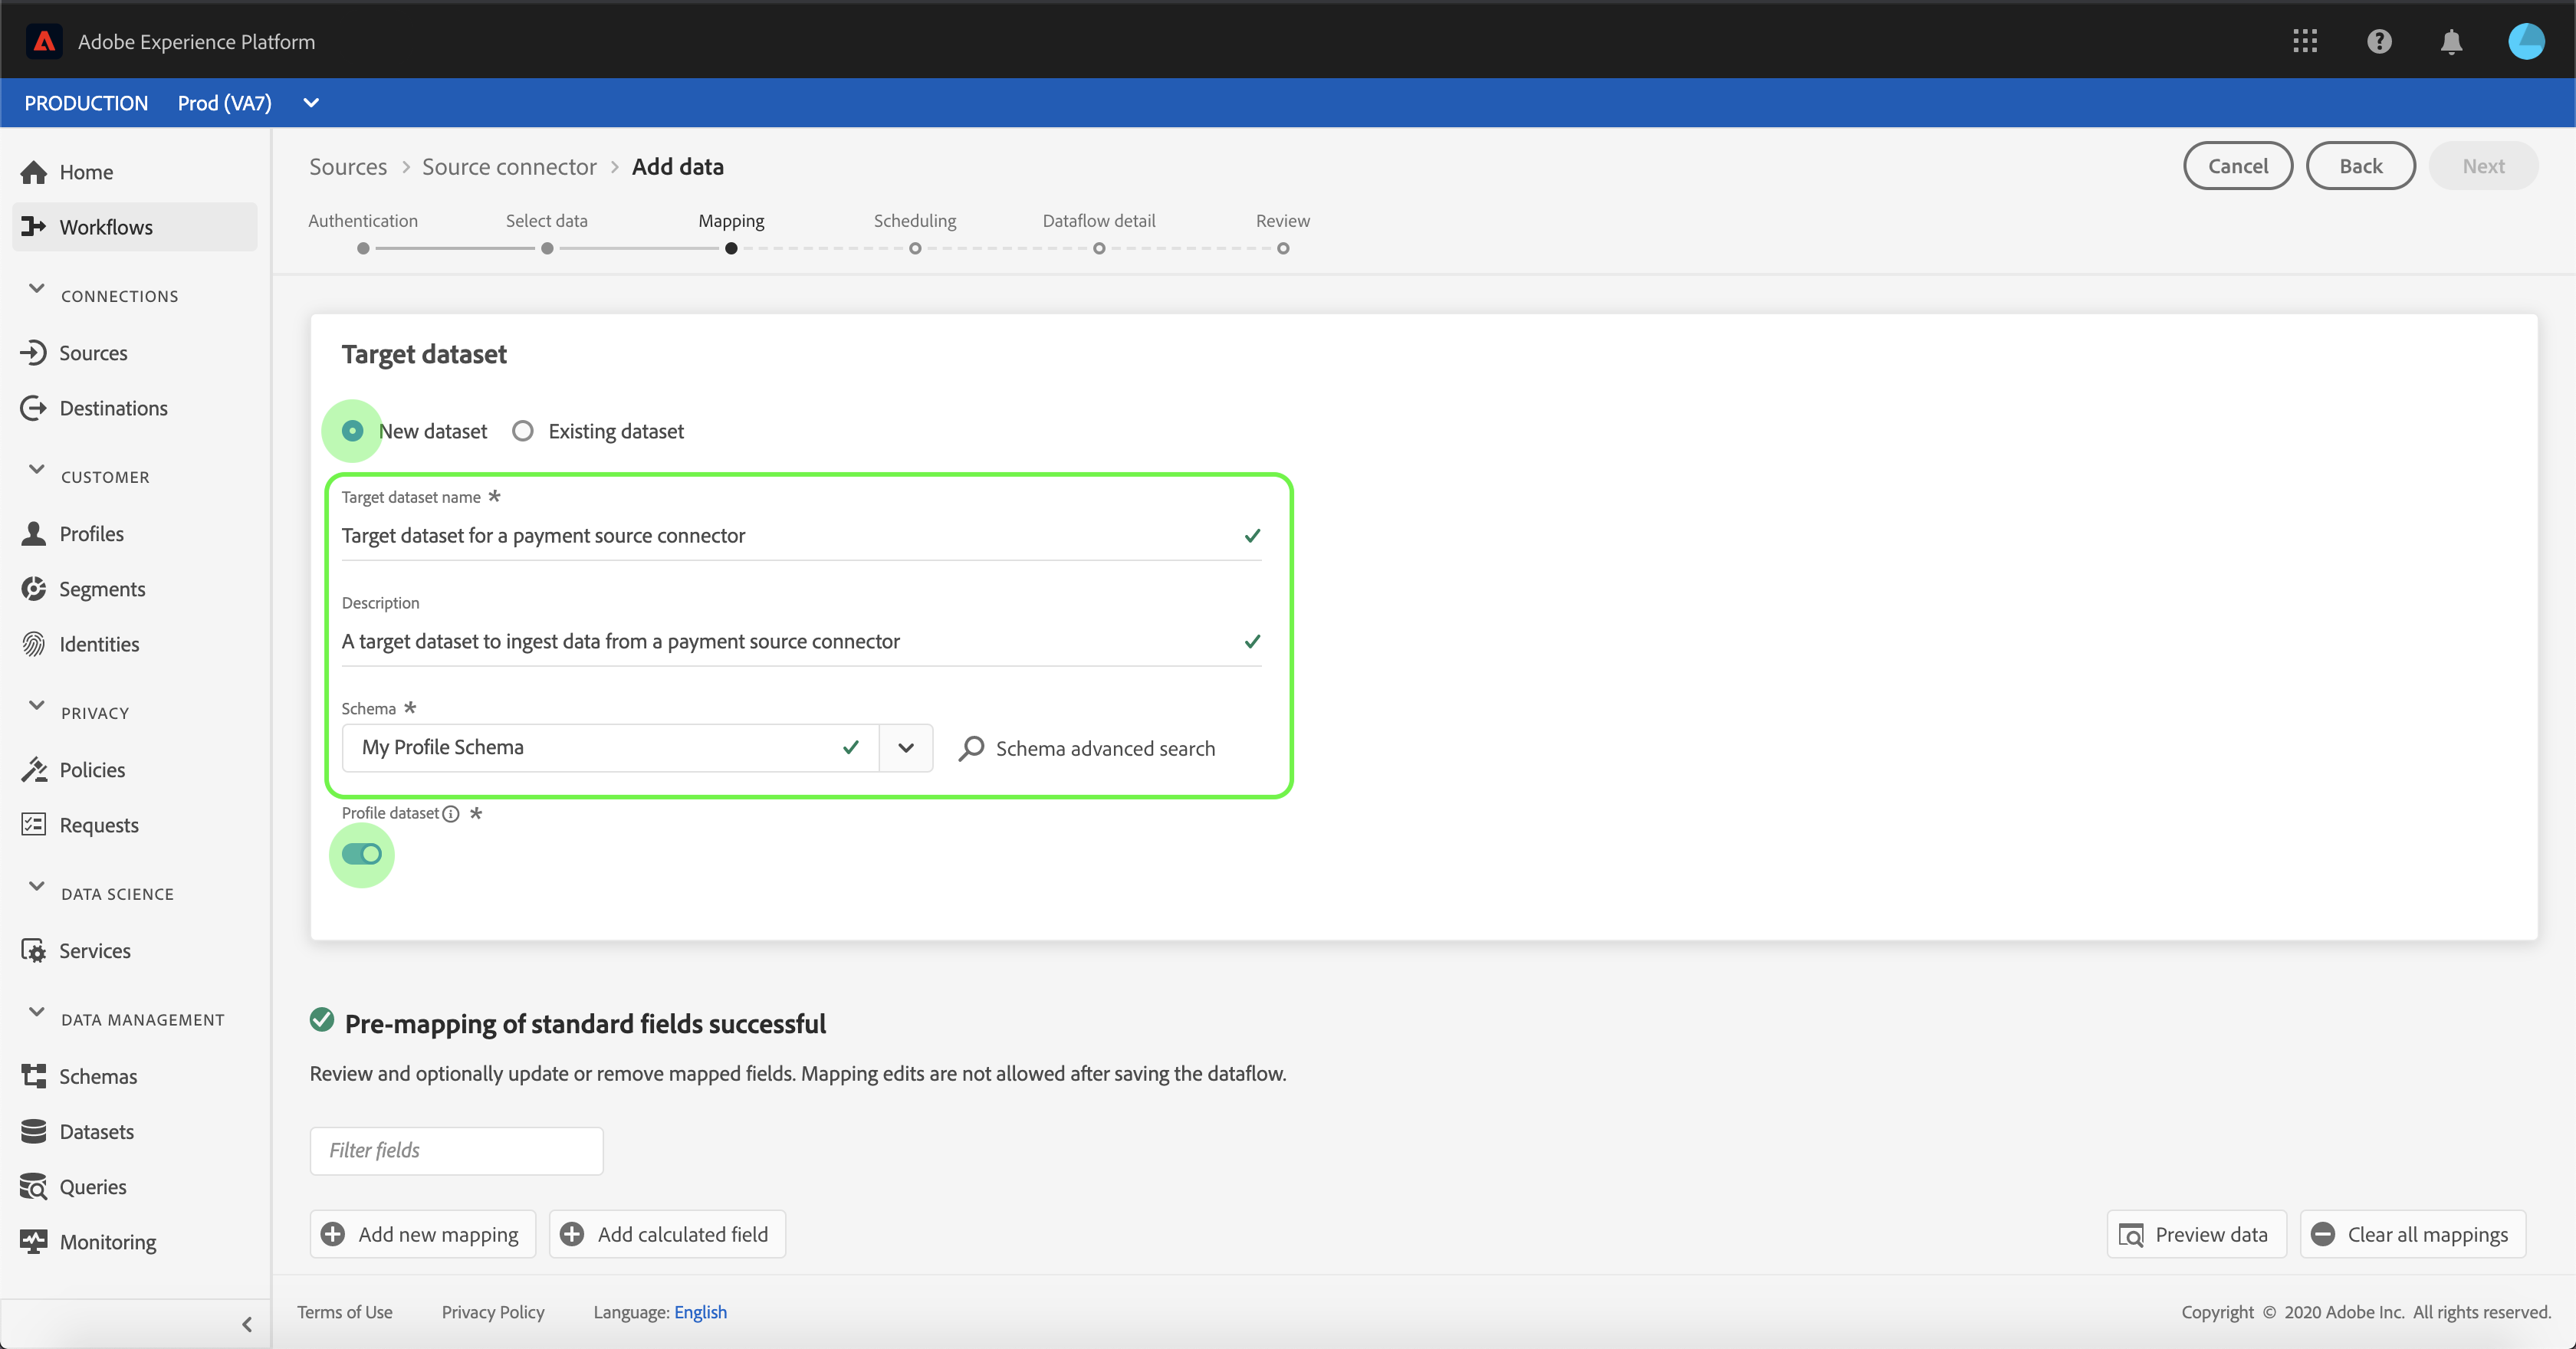 Adobe Experience Platform
PRODUCTION Prod (VA7)
Home
Workflows
CONNECTIONS
Sources
Destinations
CUSTOMER
Profiles
Segments
Identities
PRIVACY
Policies
Requests
DATA SCIENCE
Services
DATA MANAGEMENT
Schemas
Datasets
Queries
Monitoring
Sources > Source connector > Add data
Cancel Back Next
Authentication Select data Mapping Scheduling Dataflow detail Review
Target dataset
New dataset Existing dataset
Target dataset name *
Target dataset for a payment source connector
Description
A target dataset to ingest data from a payment source connector
Schema *
My Profile Schema
Schema advanced search
Profile dataset *
Pre-mapping of standard fields successful
Review and optionally update or remove mapped fields. Mapping edits are not allowed after saving the dataflow.
Filter fields
Add new mapping Add calculated field Preview data Clear all mappings
Terms of Use Privacy Policy Language: English Copyright © 2020 Adobe Inc. All rights reserved.